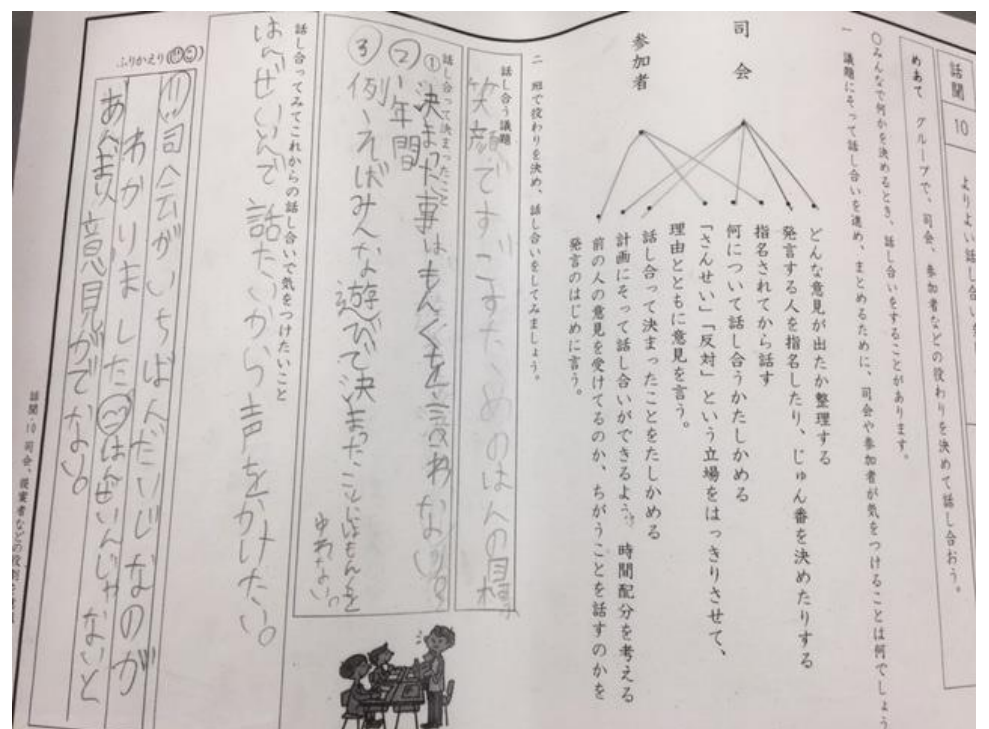 話聞
10
よりよい話し合い
めあて グループで、司会、参加者などの役わりを決めて話し合おう。
○みんなで何かを決めるとき、話し合いをすることがあります。
一 議題にそって話し合いを進め、まとめるために、司会や参加者が気をつけることは何でしょう
司会
参加者
どんな意見が出たか整理する
発言する人を指名したり、じゅん番を決めたりする
指名されてから話す
何について話し合うかたしかめる
「さんせい」「反対」という立場をはっきりさせて、
理由とともに意見を言う。
話し合って決まったことをたしかめる
計画にそって話し合いができるよう、時間配分を考える
前の人の意見を受けてるのか、ちがうことを話すのかを
発言のはじめに言う。
二 班で役わりを決め、話し合いをしてみましょう。
話し合う議題
笑顔ですごすためのはんの目標
話し合って決まったこと
①決まった事はもんくを言わない。
②一年間
③例えばみんな遊びで決まったことはもんくを
ゆわない。
話し合ってみてこれからの話し合いで気をつけたいこと
はんぜいいんで話たいから声をかけたい。
ふりかえり
司会がいちばんだいじなのが
わかりました
はんぜいいんじゃないと
あんまり意見がでない。
話聞・10 司会、提案者などの役割